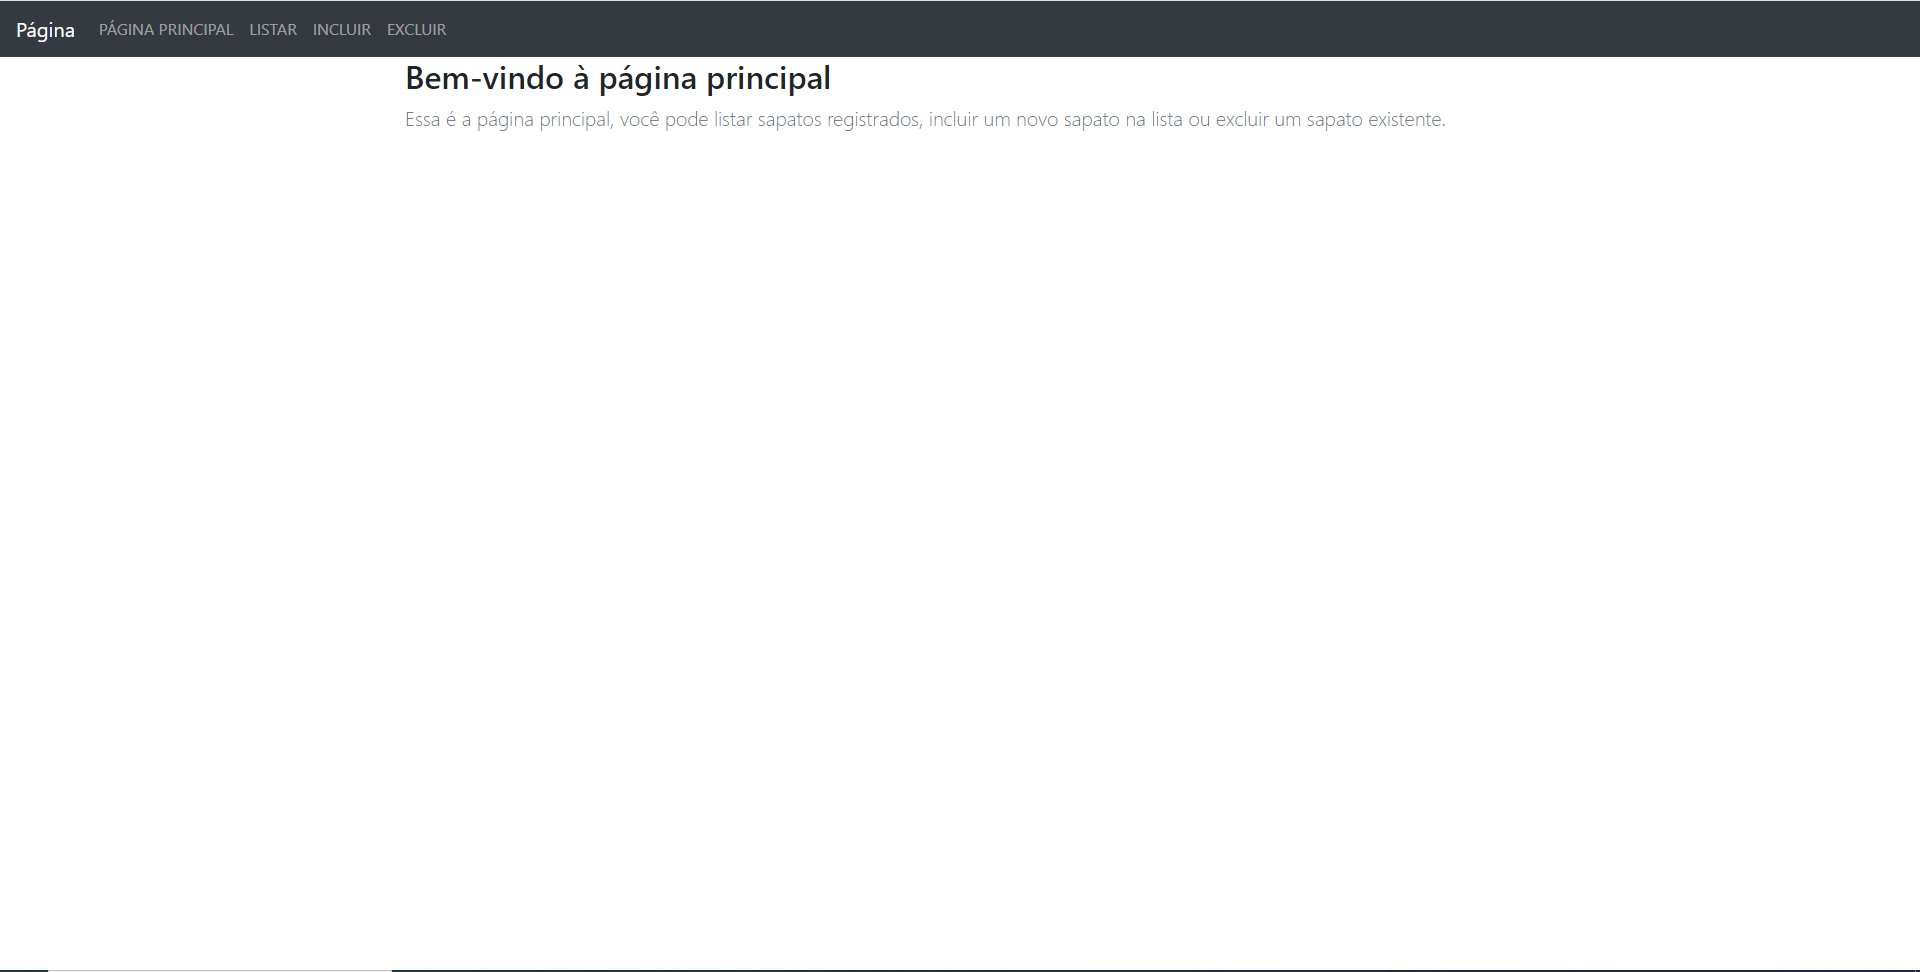 Página PÁGINA PRINCIPAL LISTAR INCLUIR EXCLUIR
Bem-vindo à página principal
Essa é a página principal, você pode listar sapatos registrados, incluir um novo sapato na lista ou excluir um sapato existente.